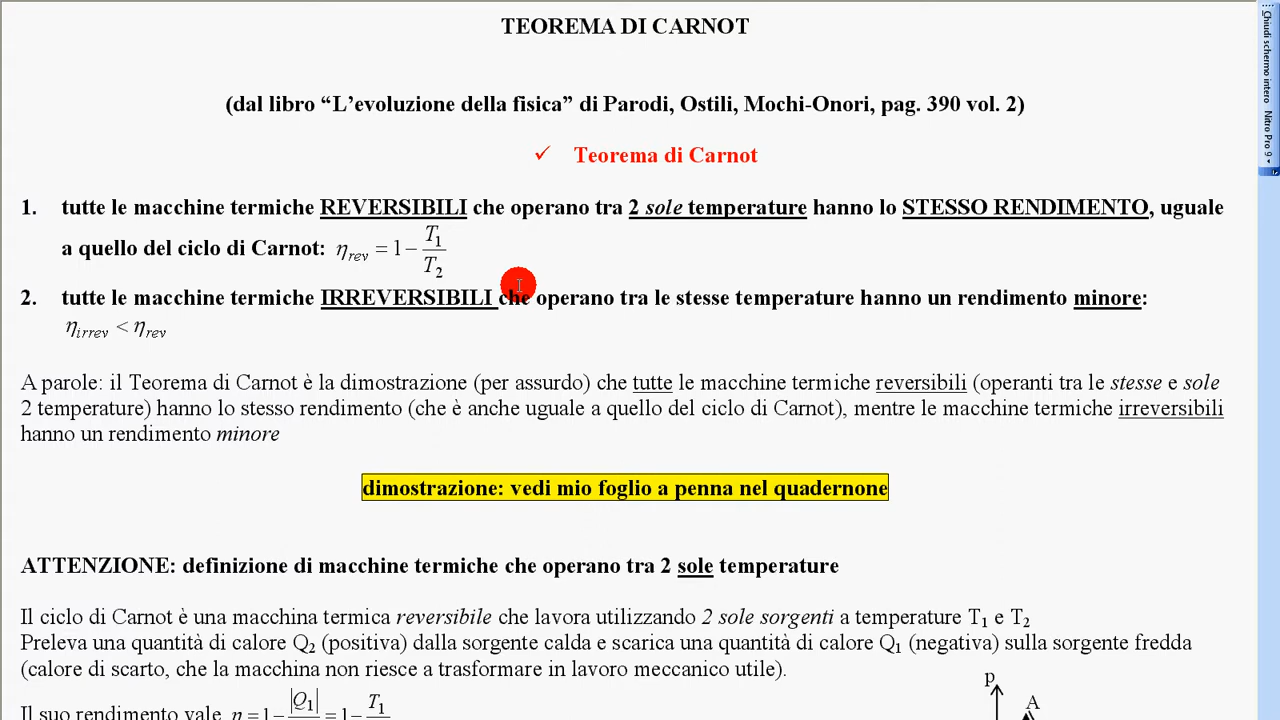 TEOREMA DI CARNOT
(dal libro “L’evoluzione della fisica” di Parodi, Ostili, Mochi-Onori, pag. 390 vol. 2)
✓ Teorema di Carnot
1. tutte le macchine termiche REVERSIBILI che operano tra 2 sole temperature hanno lo STESSO RENDIMENTO, uguale
a quello del ciclo di Carnot: η_rev = 1 − T₁/T₂
2. tutte le macchine termiche IRREVERSIBILI che operano tra le stesse temperature hanno un rendimento minore:
η_irrev < η_rev
A parole: il Teorema di Carnot è la dimostrazione (per assurdo) che tutte le macchine termiche reversibili (operanti tra le stesse e sole
2 temperature) hanno lo stesso rendimento (che è anche uguale a quello del ciclo di Carnot), mentre le macchine termiche irreversibili
hanno un rendimento minore
dimostrazione: vedi mio foglio a penna nel quadernone
ATTENZIONE: definizione di macchine termiche che operano tra 2 sole temperature
Il ciclo di Carnot è una macchina termica reversibile che lavora utilizzando 2 sole sorgenti a temperature T₁ e T₂
Preleva una quantità di calore Q₂ (positiva) dalla sorgente calda e scarica una quantità di calore Q₁ (negativa) sulla sorgente fredda
(calore di scarto, che la macchina non riesce a trasformare in lavoro meccanico utile).
Il suo rendimento vale η = 1 − |Q₁|/ = 1 − T₁/
p
A
Chiudi schermo intero Nitro Pro 9